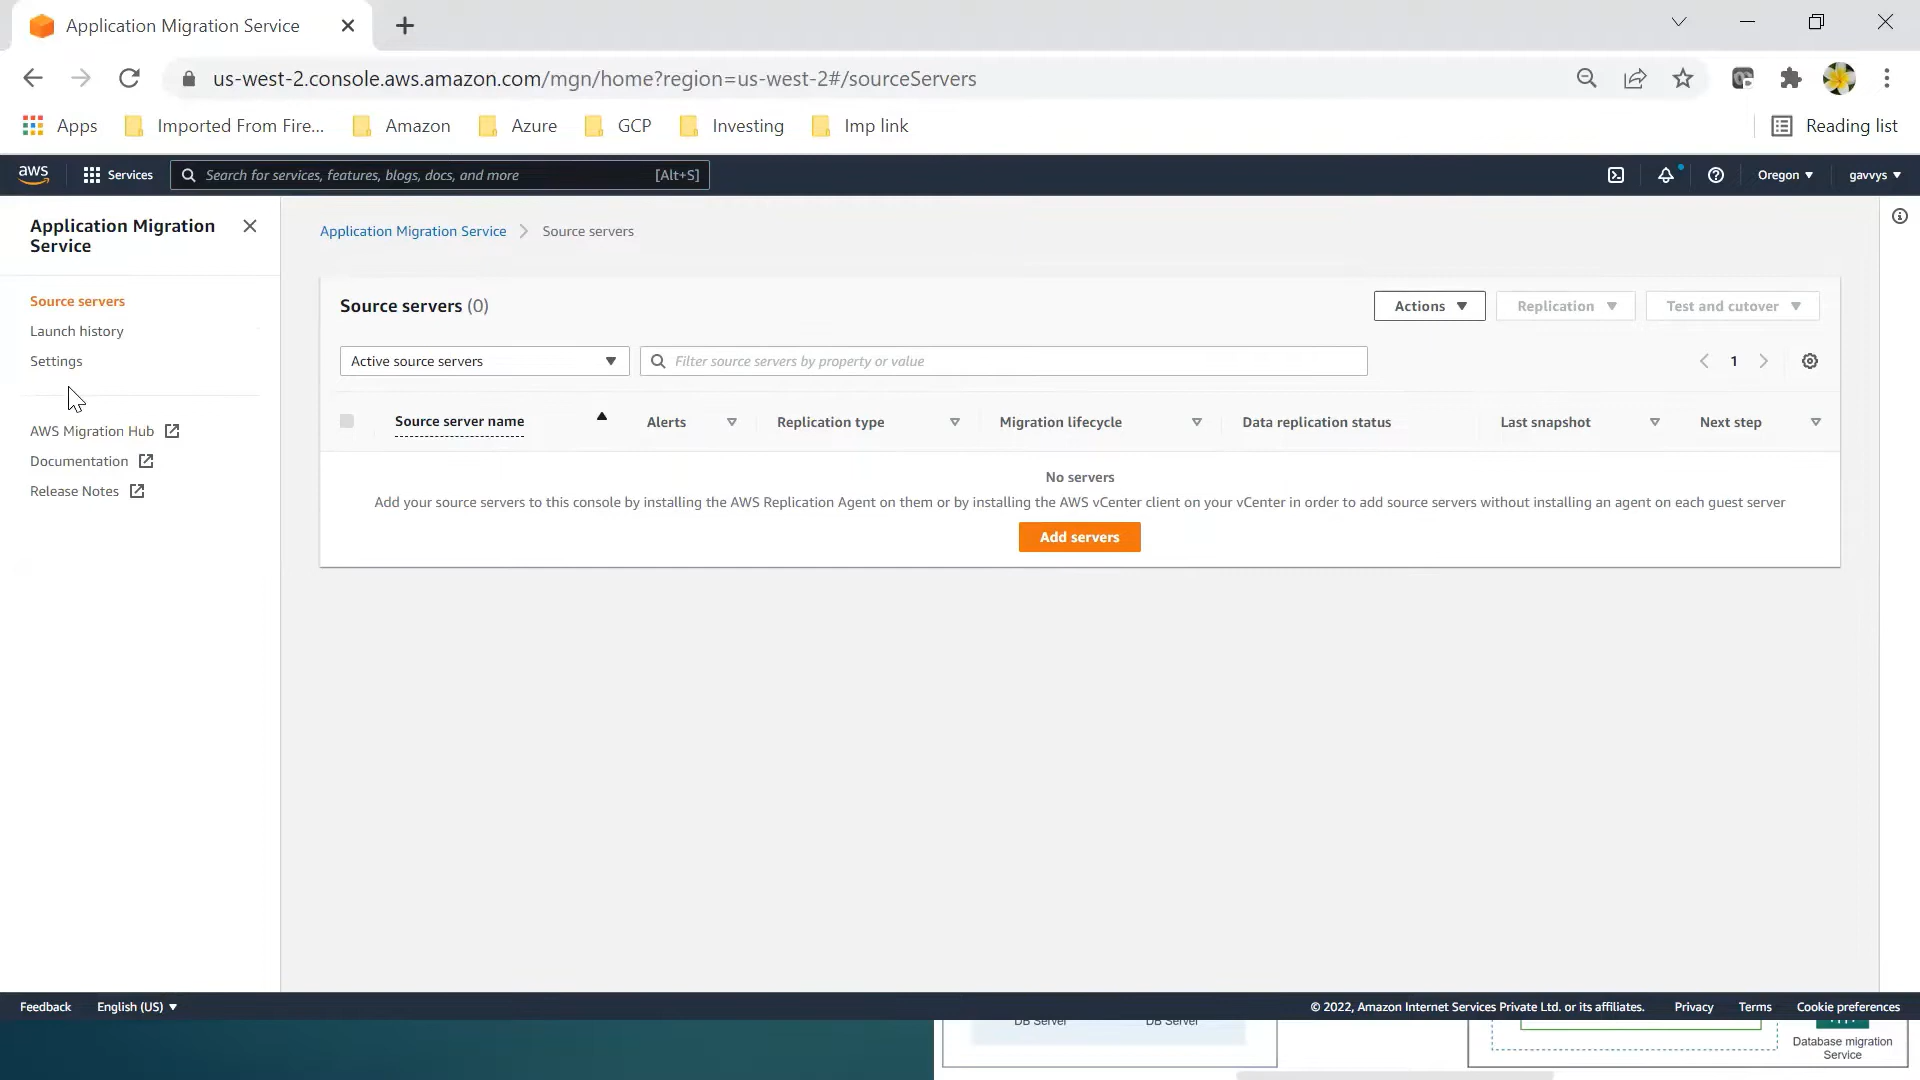 Application Migration Service
us-west-2.console.aws.amazon.com/mgn/home?region=us-west-2#/sourceServers
Apps Imported From Fire... Amazon Azure GCP Investing Imp link Reading list
aws Services Search for services, features, blogs, docs, and more [Alt+S] Oregon gavvys
Application Migration
Service
Source servers
Launch history
Settings
AWS Migration Hub
Documentation
Release Notes
Application Migration Service > Source servers
Source servers (0) Actions Replication Test and cutover
Active source servers Filter source servers by property or value 1
Source server name Alerts Replication type Migration lifecycle Data replication status Last snapshot Next step
No servers
Add your source servers to this console by installing the AWS Replication Agent on them or by installing the AWS vCenter client on your vCenter in order to add source servers without installing an agent on each guest server
Add servers
Feedback English (US) © 2022, Amazon Internet Services Private Ltd. or its affiliates. Privacy Terms Cookie preferences
DB Server DB Server
Database migration
Service